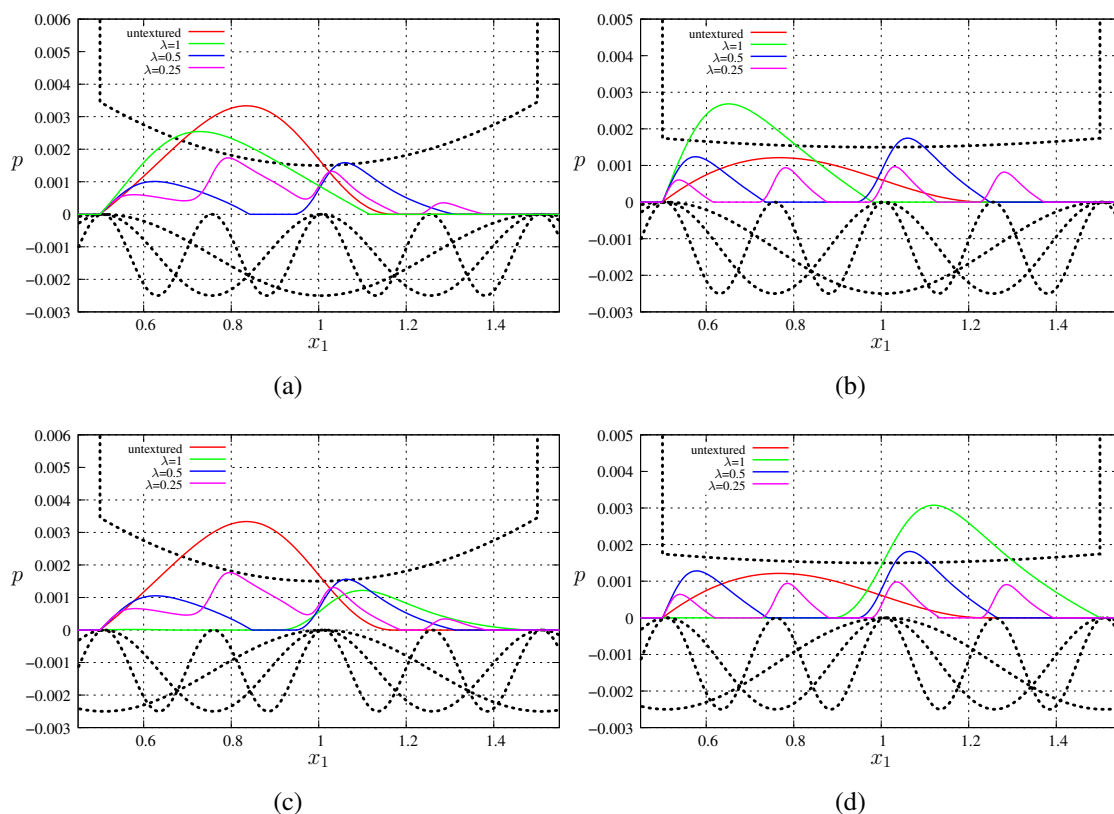 0.006
0.005
0.004
0.003
0.002
0.001
0
−0.001
−0.002
−0.003
p
untextured
λ=1
λ=0.5
λ=0.25
0.6 0.8 1 1.2 1.4
x₁
(a)
0.005
0.004
0.003
0.002
0.001
0
−0.001
−0.002
−0.003
p
untextured
λ=1
λ=0.5
λ=0.25
0.6 0.8 1 1.2 1.4
x₁
(b)
0.006
0.005
0.004
0.003
0.002
0.001
0
−0.001
−0.002
−0.003
p
untextured
λ=1
λ=0.5
λ=0.25
0.6 0.8 1 1.2 1.4
x₁
(c)
0.005
0.004
0.003
0.002
0.001
0
−0.001
−0.002
−0.003
p
untextured
λ=1
λ=0.5
λ=0.25
0.6 0.8 1 1.2 1.4
x₁
(d)